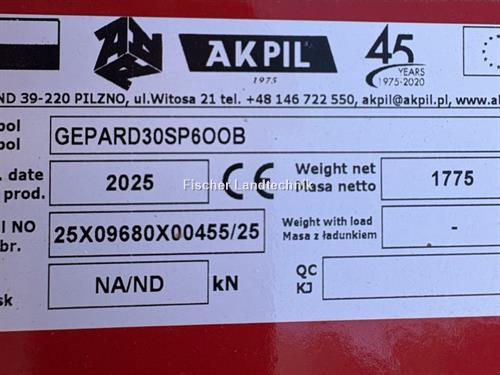 AKPIL
1975
45
YEARS
1975-2020
ND 39-220 PILZNO, ul.Witosa 21 tel. +48 146 722 550, akpil@akpil.pl, www.a
bol
bol
GEPARD30SP600B
. date
prod.
2025
CE
Weight net
Masa netto
1775
Fischer Landtechnik
l NO
br.
25X09680X00455/25
Weight with load
Masa z ładunkiem
-
sk
NA/ND
kN
QC
KJ